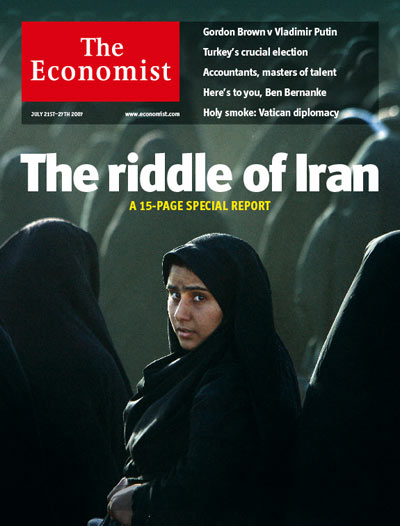 The
Economist
JULY 21ST–27TH 2007
www.economist.com
Gordon Brown v Vladimir Putin
Turkey's crucial election
Accountants, masters of talent
Here's to you, Ben Bernanke
Holy smoke: Vatican diplomacy
The riddle of Iran
A 15-PAGE SPECIAL REPORT